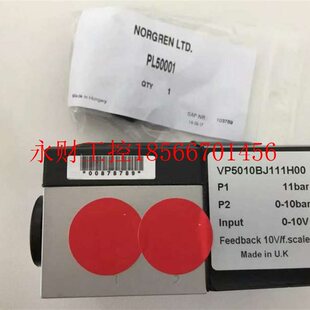 NORGREN LTD.
PL50001
QTY
1
Made in Hungary
永财工控18566701456
*00878789*
VP5010BJ111H00
P1 11bar
P2 0-10bar
Input 0-10V
Feedback 10V/f.scale
Made in U.K